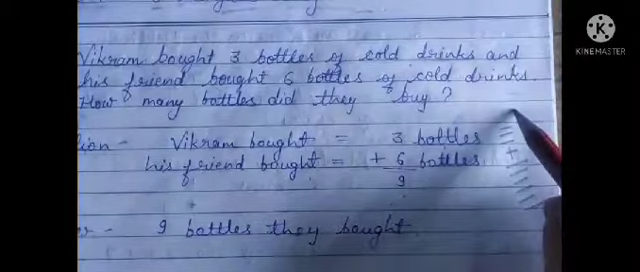 Vikram bought 3 bottles of cold drinks and
his friend bought 6 bottles of cold drinks.
How many bottles did they buy?
Vikram bought = 3 bottles
his friend bought = + 6 bottles
9
9 bottles they bought.
K
KINEMASTER